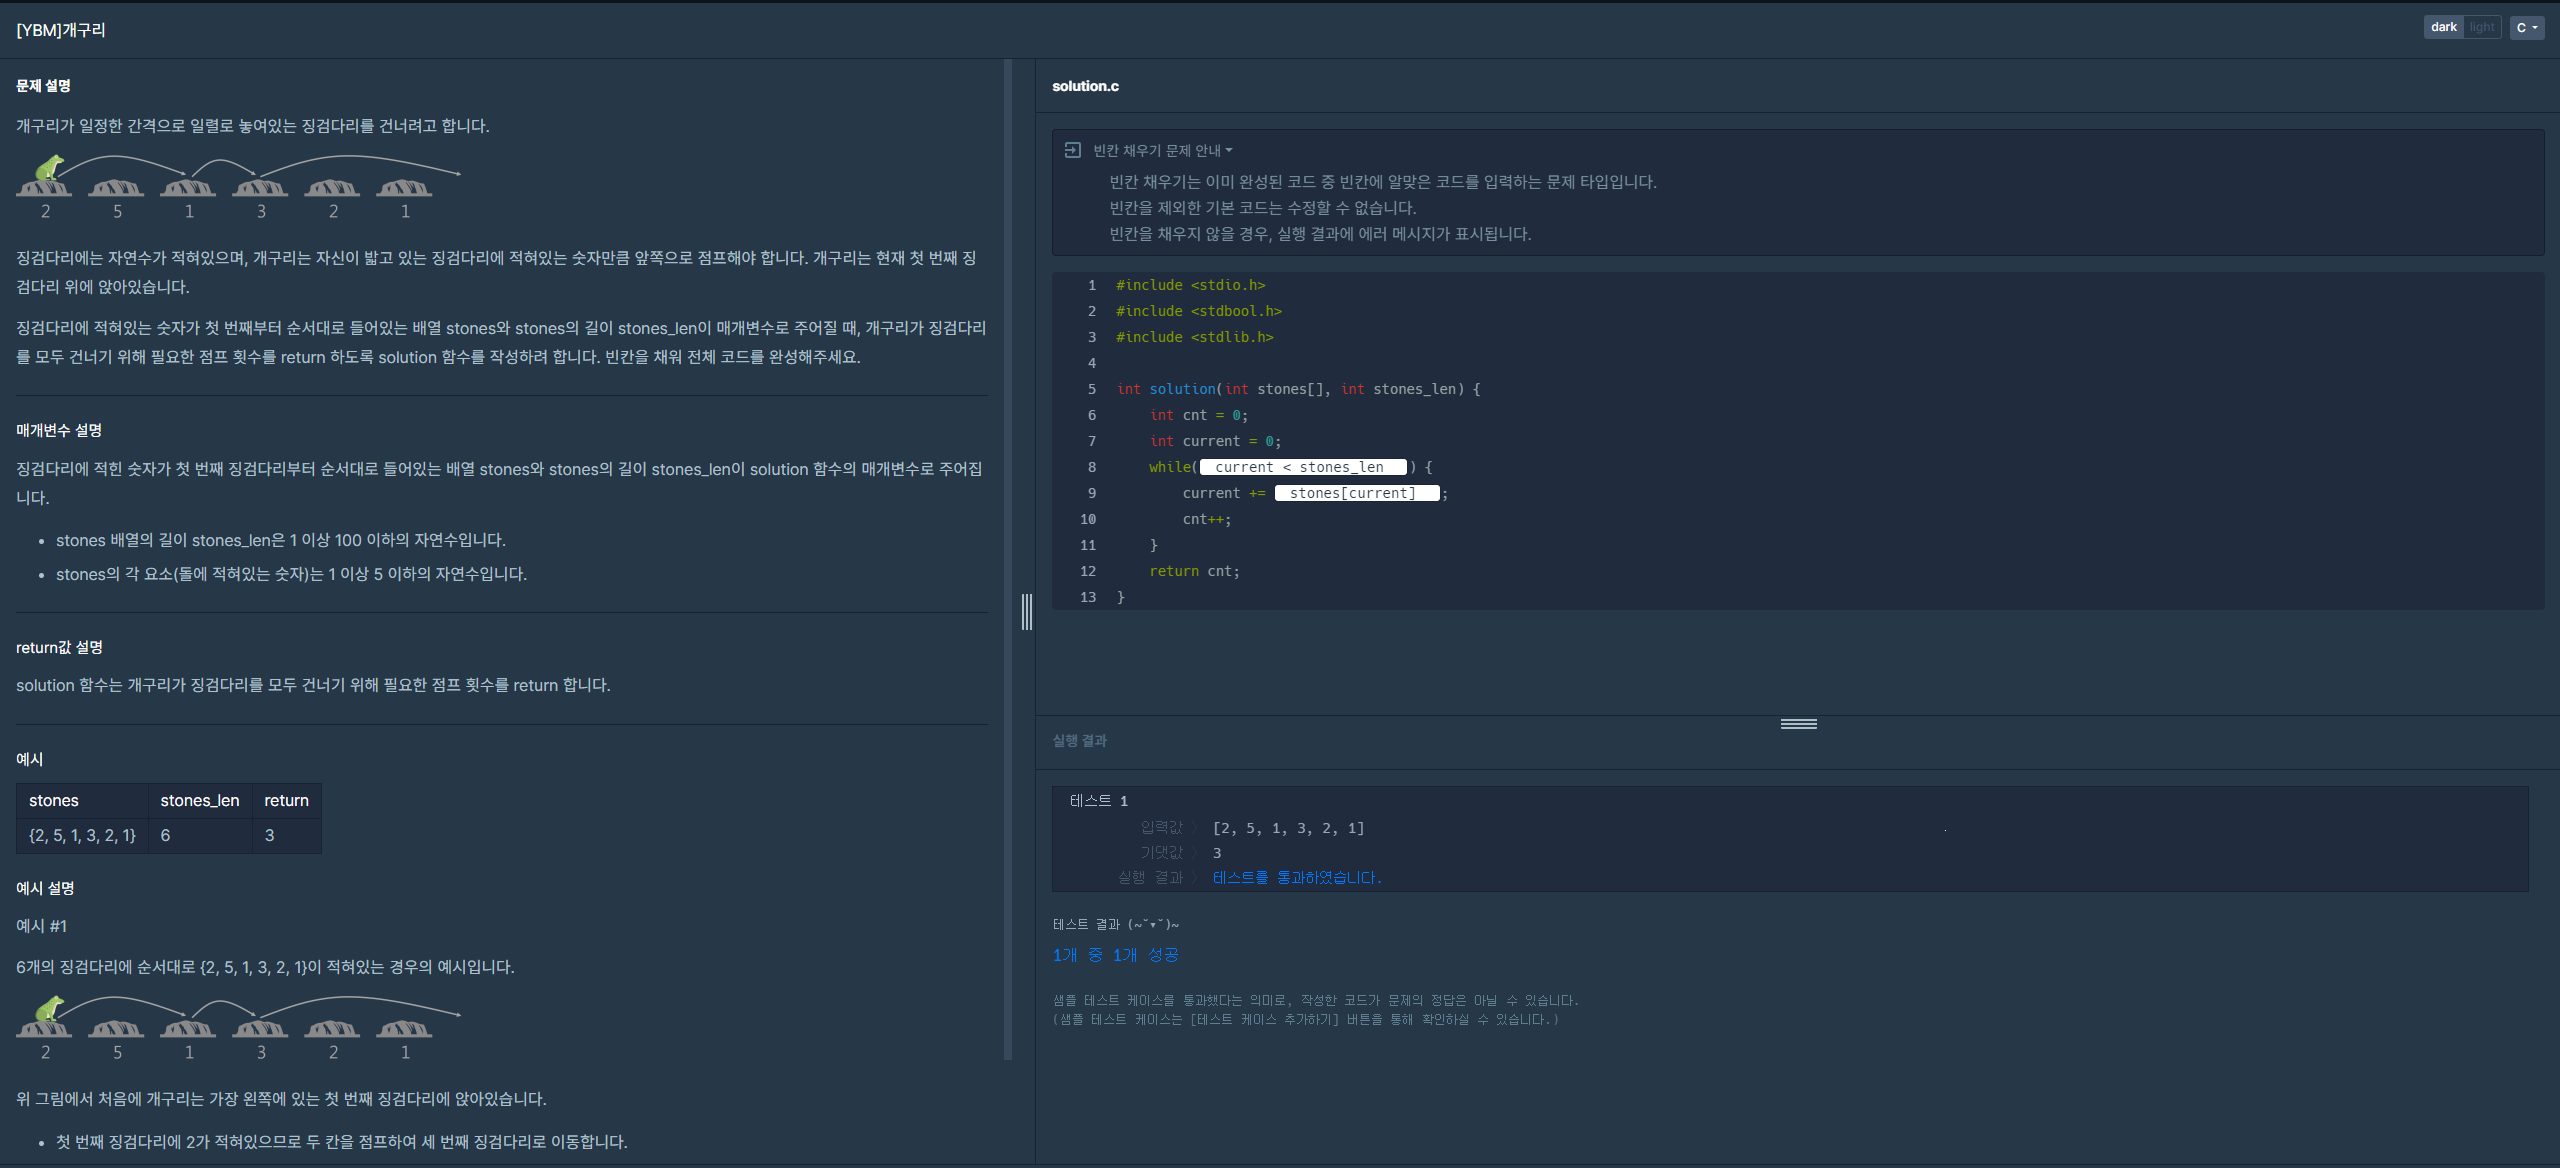 [YBM]개구리
dark light C
문제 설명
개구리가 일정한 간격으로 일렬로 놓여있는 징검다리를 건너려고 합니다.
2 5 1 3 2 1
징검다리에는 자연수가 적혀있으며, 개구리는 자신이 밟고 있는 징검다리에 적혀있는 숫자만큼 앞쪽으로 점프해야 합니다. 개구리는 현재 첫 번째 징
검다리 위에 앉아있습니다.
징검다리에 적혀있는 숫자가 첫 번째부터 순서대로 들어있는 배열 stones와 stones의 길이 stones_len이 매개변수로 주어질 때, 개구리가 징검다리
를 모두 건너기 위해 필요한 점프 횟수를 return 하도록 solution 함수를 작성하려 합니다. 빈칸을 채워 전체 코드를 완성해주세요.
매개변수 설명
징검다리에 적힌 숫자가 첫 번째 징검다리부터 순서대로 들어있는 배열 stones와 stones의 길이 stones_len이 solution 함수의 매개변수로 주어집
니다.
• stones 배열의 길이 stones_len은 1 이상 100 이하의 자연수입니다.
• stones의 각 요소(돌에 적혀있는 숫자)는 1 이상 5 이하의 자연수입니다.
return값 설명
solution 함수는 개구리가 징검다리를 모두 건너기 위해 필요한 점프 횟수를 return 합니다.
예시
stones stones_len return
{2, 5, 1, 3, 2, 1} 6 3
예시 설명
예시 #1
6개의 징검다리에 순서대로 {2, 5, 1, 3, 2, 1}이 적혀있는 경우의 예시입니다.
2 5 1 3 2 1
위 그림에서 처음에 개구리는 가장 왼쪽에 있는 첫 번째 징검다리에 앉아있습니다.
• 첫 번째 징검다리에 2가 적혀있으므로 두 칸을 점프하여 세 번째 징검다리로 이동합니다.
solution.c
빈칸 채우기 문제 안내
빈칸 채우기는 이미 완성된 코드 중 빈칸에 알맞은 코드를 입력하는 문제 타입입니다.
빈칸을 제외한 기본 코드는 수정할 수 없습니다.
빈칸을 채우지 않을 경우, 실행 결과에 에러 메시지가 표시됩니다.
1 #include <stdio.h>
2 #include <stdbool.h>
3 #include <stdlib.h>
4
5 int solution(int stones[], int stones_len) {
6 int cnt = 0;
7 int current = 0;
8 while( current < stones_len ) {
9 current += stones[current] ;
10 cnt++;
11 }
12 return cnt;
13 }
실행 결과
테스트 1
입력값 〉 [2, 5, 1, 3, 2, 1]
기댓값 〉 3
실행 결과 〉 테스트를 통과하였습니다.
테스트 결과 (~˘▾˘)~
1개 중 1개 성공
샘플 테스트 케이스를 통과했다는 의미로, 작성한 코드가 문제의 정답은 아닐 수 있습니다.
(샘플 테스트 케이스는 [테스트 케이스 추가하기] 버튼을 통해 확인하실 수 있습니다.)